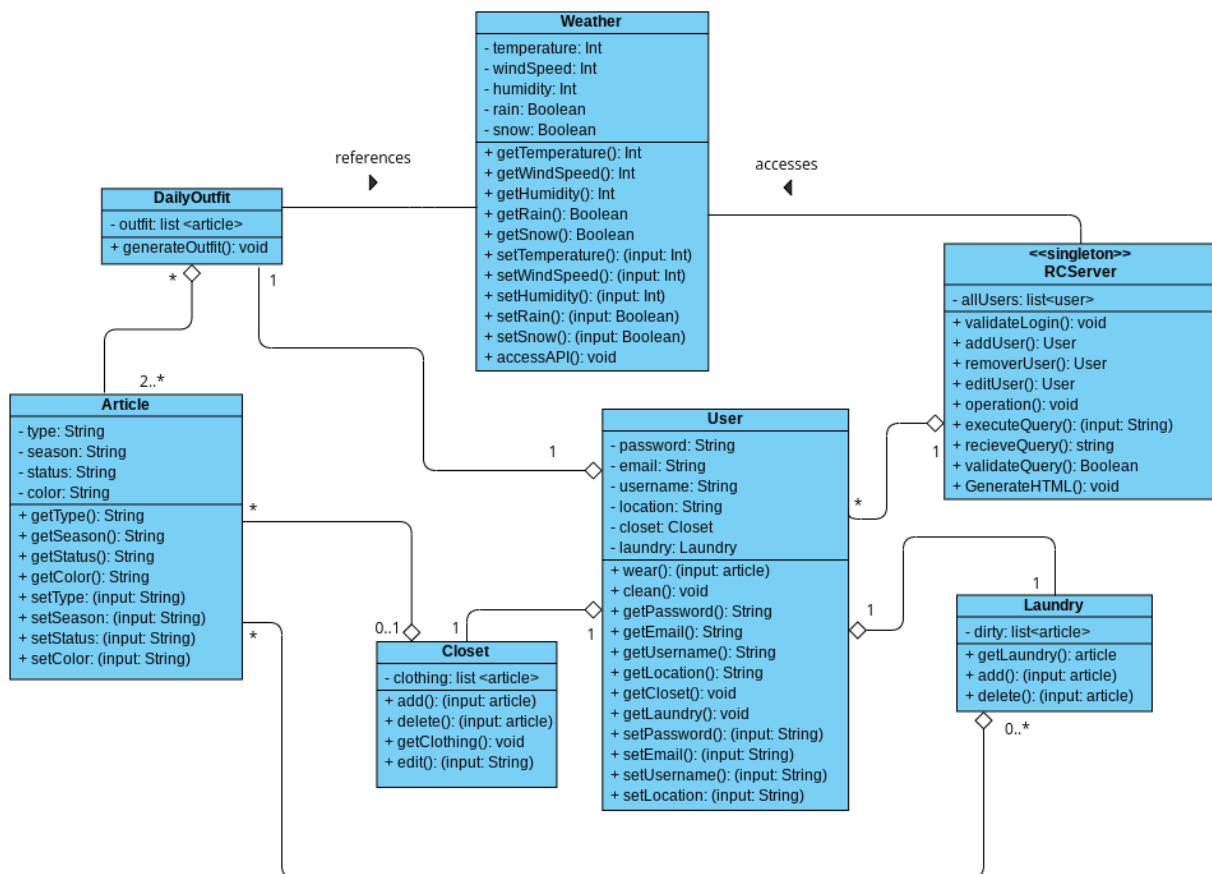 Weather
- temperature: Int
- windSpeed: Int
- humidity: Int
- rain: Boolean
- snow: Boolean
+ getTemperature(): Int
+ getWindSpeed(): Int
+ getHumidity(): Int
+ getRain(): Boolean
+ getSnow(): Boolean
+ setTemperature(): (input: Int)
+ setWindSpeed(): (input: Int)
+ setHumidity(): (input: Int)
+ setRain(): (input: Boolean)
+ setSnow(): (input: Boolean)
+ accessAPI(): void
references
accesses
DailyOutfit
- outfit: list <article>
+ generateOutfit(): void
*
1
<<singleton>>
RCServer
- allUsers: list<user>
+ validateLogin(): void
+ addUser(): User
+ removerUser(): User
+ editUser(): User
+ operation(): void
+ executeQuery(): (input: String)
+ recieveQuery(): string
+ validateQuery(): Boolean
+ GenerateHTML(): void
2..*
Article
- type: String
- season: String
- status: String
- color: String
+ getType(): String
+ getSeason(): String
+ getStatus(): String
+ getColor(): String
+ setType: (input: String)
+ setSeason: (input: String)
+ setStatus: (input: String)
+ setColor: (input: String)
*
*
1
User
- password: String
- email: String
- username: String
- location: String
- closet: Closet
- laundry: Laundry
+ wear(): (input: article)
+ clean(): void
+ getPassword(): String
+ getEmail(): String
+ getUsername(): String
+ getLocation(): String
+ getCloset(): void
+ getLaundry(): void
+ setPassword(): (input: String)
+ setEmail(): (input: String)
+ setUsername(): (input: String)
+ setLocation: (input: String)
1
*
0..1
1
1
Closet
- clothing: list <article>
+ add(): (input: article)
+ delete(): (input: article)
+ getClothing(): void
+ edit(): (input: String)
1
1
Laundry
- dirty: list<article>
+ getLaundry(): article
+ add(): (input: article)
+ delete(): (input: article)
0..*